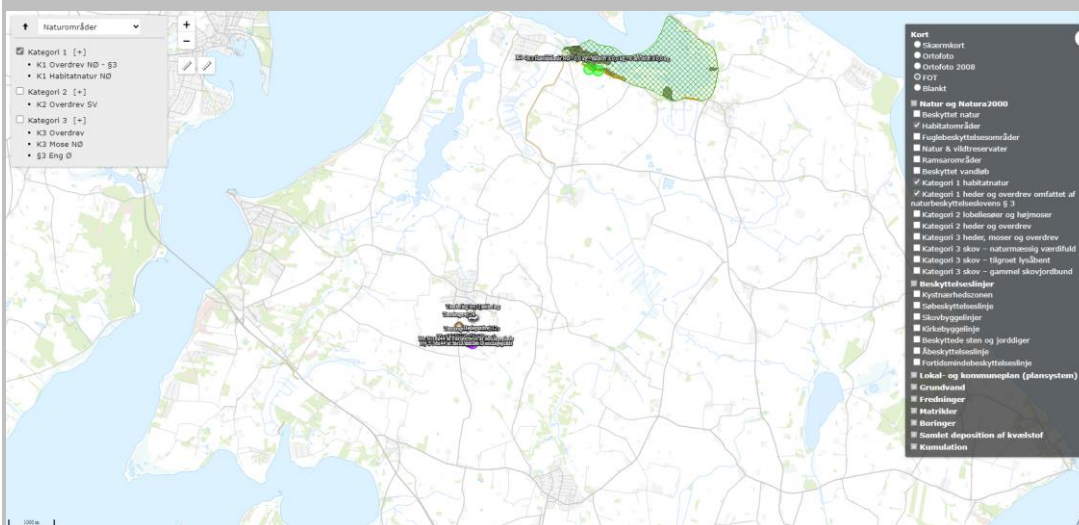 Naturområder
Kategori 1 [+]
K1 Overdrev NØ - §3
K1 Habitatnatur NØ
Kategori 2 [+]
K2 Overdrev SV
Kategori 3 [+]
K3 Overdrev
K3 Mose NØ
§3 Eng Ø
+
−
Kort
Skærmkort
Ortofoto
Ortofoto 2008
FOT
Blankt
Natur og Natura2000
Beskyttet natur
Habitatområder
Fuglebeskyttelsesområder
Natur & vildtreservater
Ramsarområder
Beskyttet vandløb
Kategori 1 habitatnatur
Kategori 1 heder og overdrev omfattet af
naturbeskyttelseslovens § 3
Kategori 2 lobeliesøer og højmoser
Kategori 2 heder og overdrev
Kategori 3 heder, moser og overdrev
Kategori 3 skov - naturmæssig værdifuld
Kategori 3 skov - tilgroet lysåbent
Kategori 3 skov - gammel skovjordbund
Beskyttelseslinjer
Kystnærhedszonen
Søbeskyttelseslinje
Skovbyggelinjer
Kirkebyggelinje
Beskyttede sten og jorddiger
Åbeskyttelseslinje
Fortidsmindebeskyttelseslinje
Lokal- og kommuneplan (plansystem)
Grundvand
Fredninger
Matrikler
Boringer
Samlet deposition af kvælstof
Kumulation
1000 m